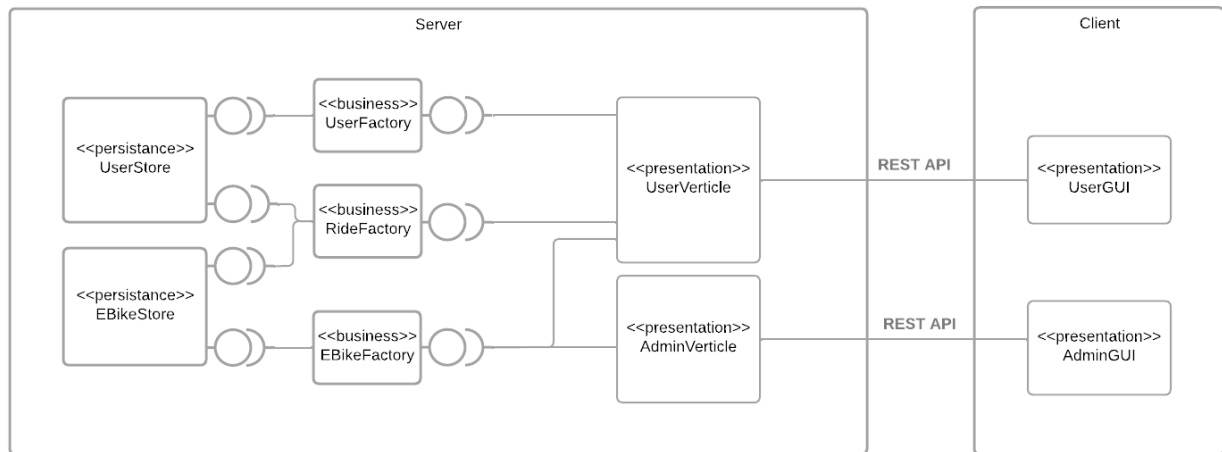 Server
Client
<<persistance>>
UserStore
<<business>>
UserFactory
<<presentation>>
UserVerticle
REST API
<<presentation>>
UserGUI
<<business>>
RideFactory
<<persistance>>
EBikeStore
<<business>>
EBikeFactory
<<presentation>>
AdminVerticle
REST API
<<presentation>>
AdminGUI